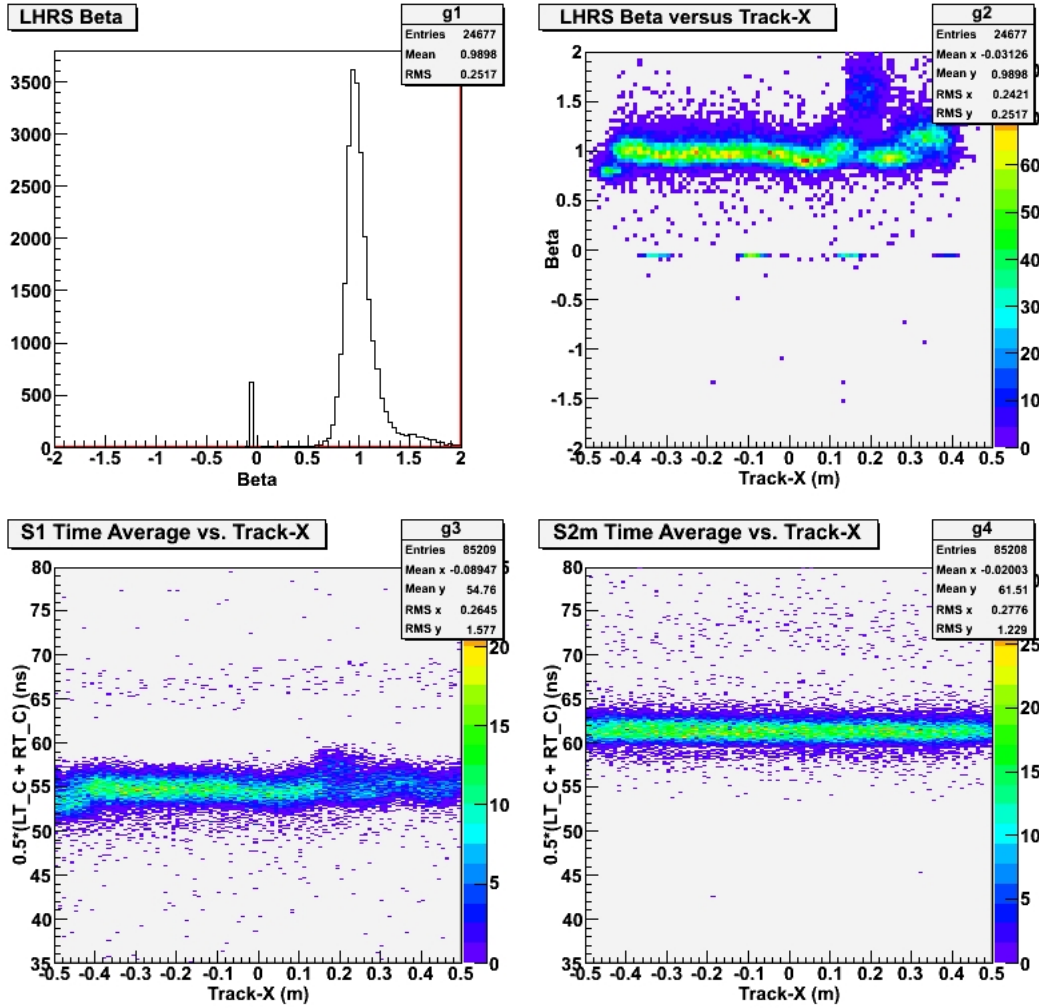 LHRS Beta
g1
Entries 24677
Mean 0.9898
RMS 0.2517
3500
3000
2500
2000
1500
1000
500
0
-2 -1.5 -1 -0.5 0 0.5 1 1.5 2
Beta
LHRS Beta versus Track-X
g2
Entries 24677
Mean x -0.03126
Mean y 0.9898
RMS x 0.2421
RMS y 0.2517
2
1.5
1
0.5
0
-0.5
-1
-1.5
-2
Beta
-0.5 -0.4 -0.3 -0.2 -0.1 0 0.1 0.2 0.3 0.4 0.5
Track-X (m)
60
50
40
30
20
10
0
S1 Time Average vs. Track-X
g3
Entries 85209
Mean x -0.08947
Mean y 54.76
RMS x 0.2645
RMS y 1.577
80
75
70
65
60
55
50
45
40
35
0.5*(LT_C + RT_C) (ns)
-0.5 -0.4 -0.3 -0.2 -0.1 0 0.1 0.2 0.3 0.4 0.5
Track-X (m)
20
15
10
5
0
S2m Time Average vs. Track-X
g4
Entries 85208
Mean x -0.02003
Mean y 61.51
RMS x 0.2776
RMS y 1.229
80
75
70
65
60
55
50
45
40
35
0.5*(LT_C + RT_C) (ns)
-0.5 -0.4 -0.3 -0.2 -0.1 0 0.1 0.2 0.3 0.4 0.5
Track-X (m)
25
20
15
10
5
0